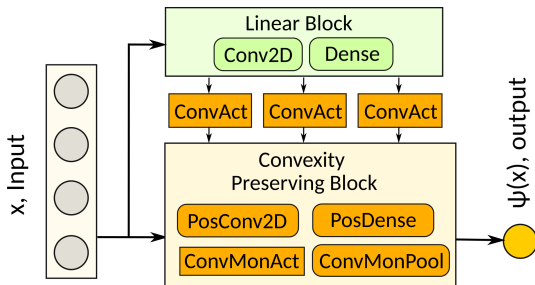 Linear Block
Conv2D Dense
ConvAct ConvAct ConvAct
x, Input
Convexity
Preserving Block
PosConv2D PosDense
ConvMonAct ConvMonPool
ψ(x), output